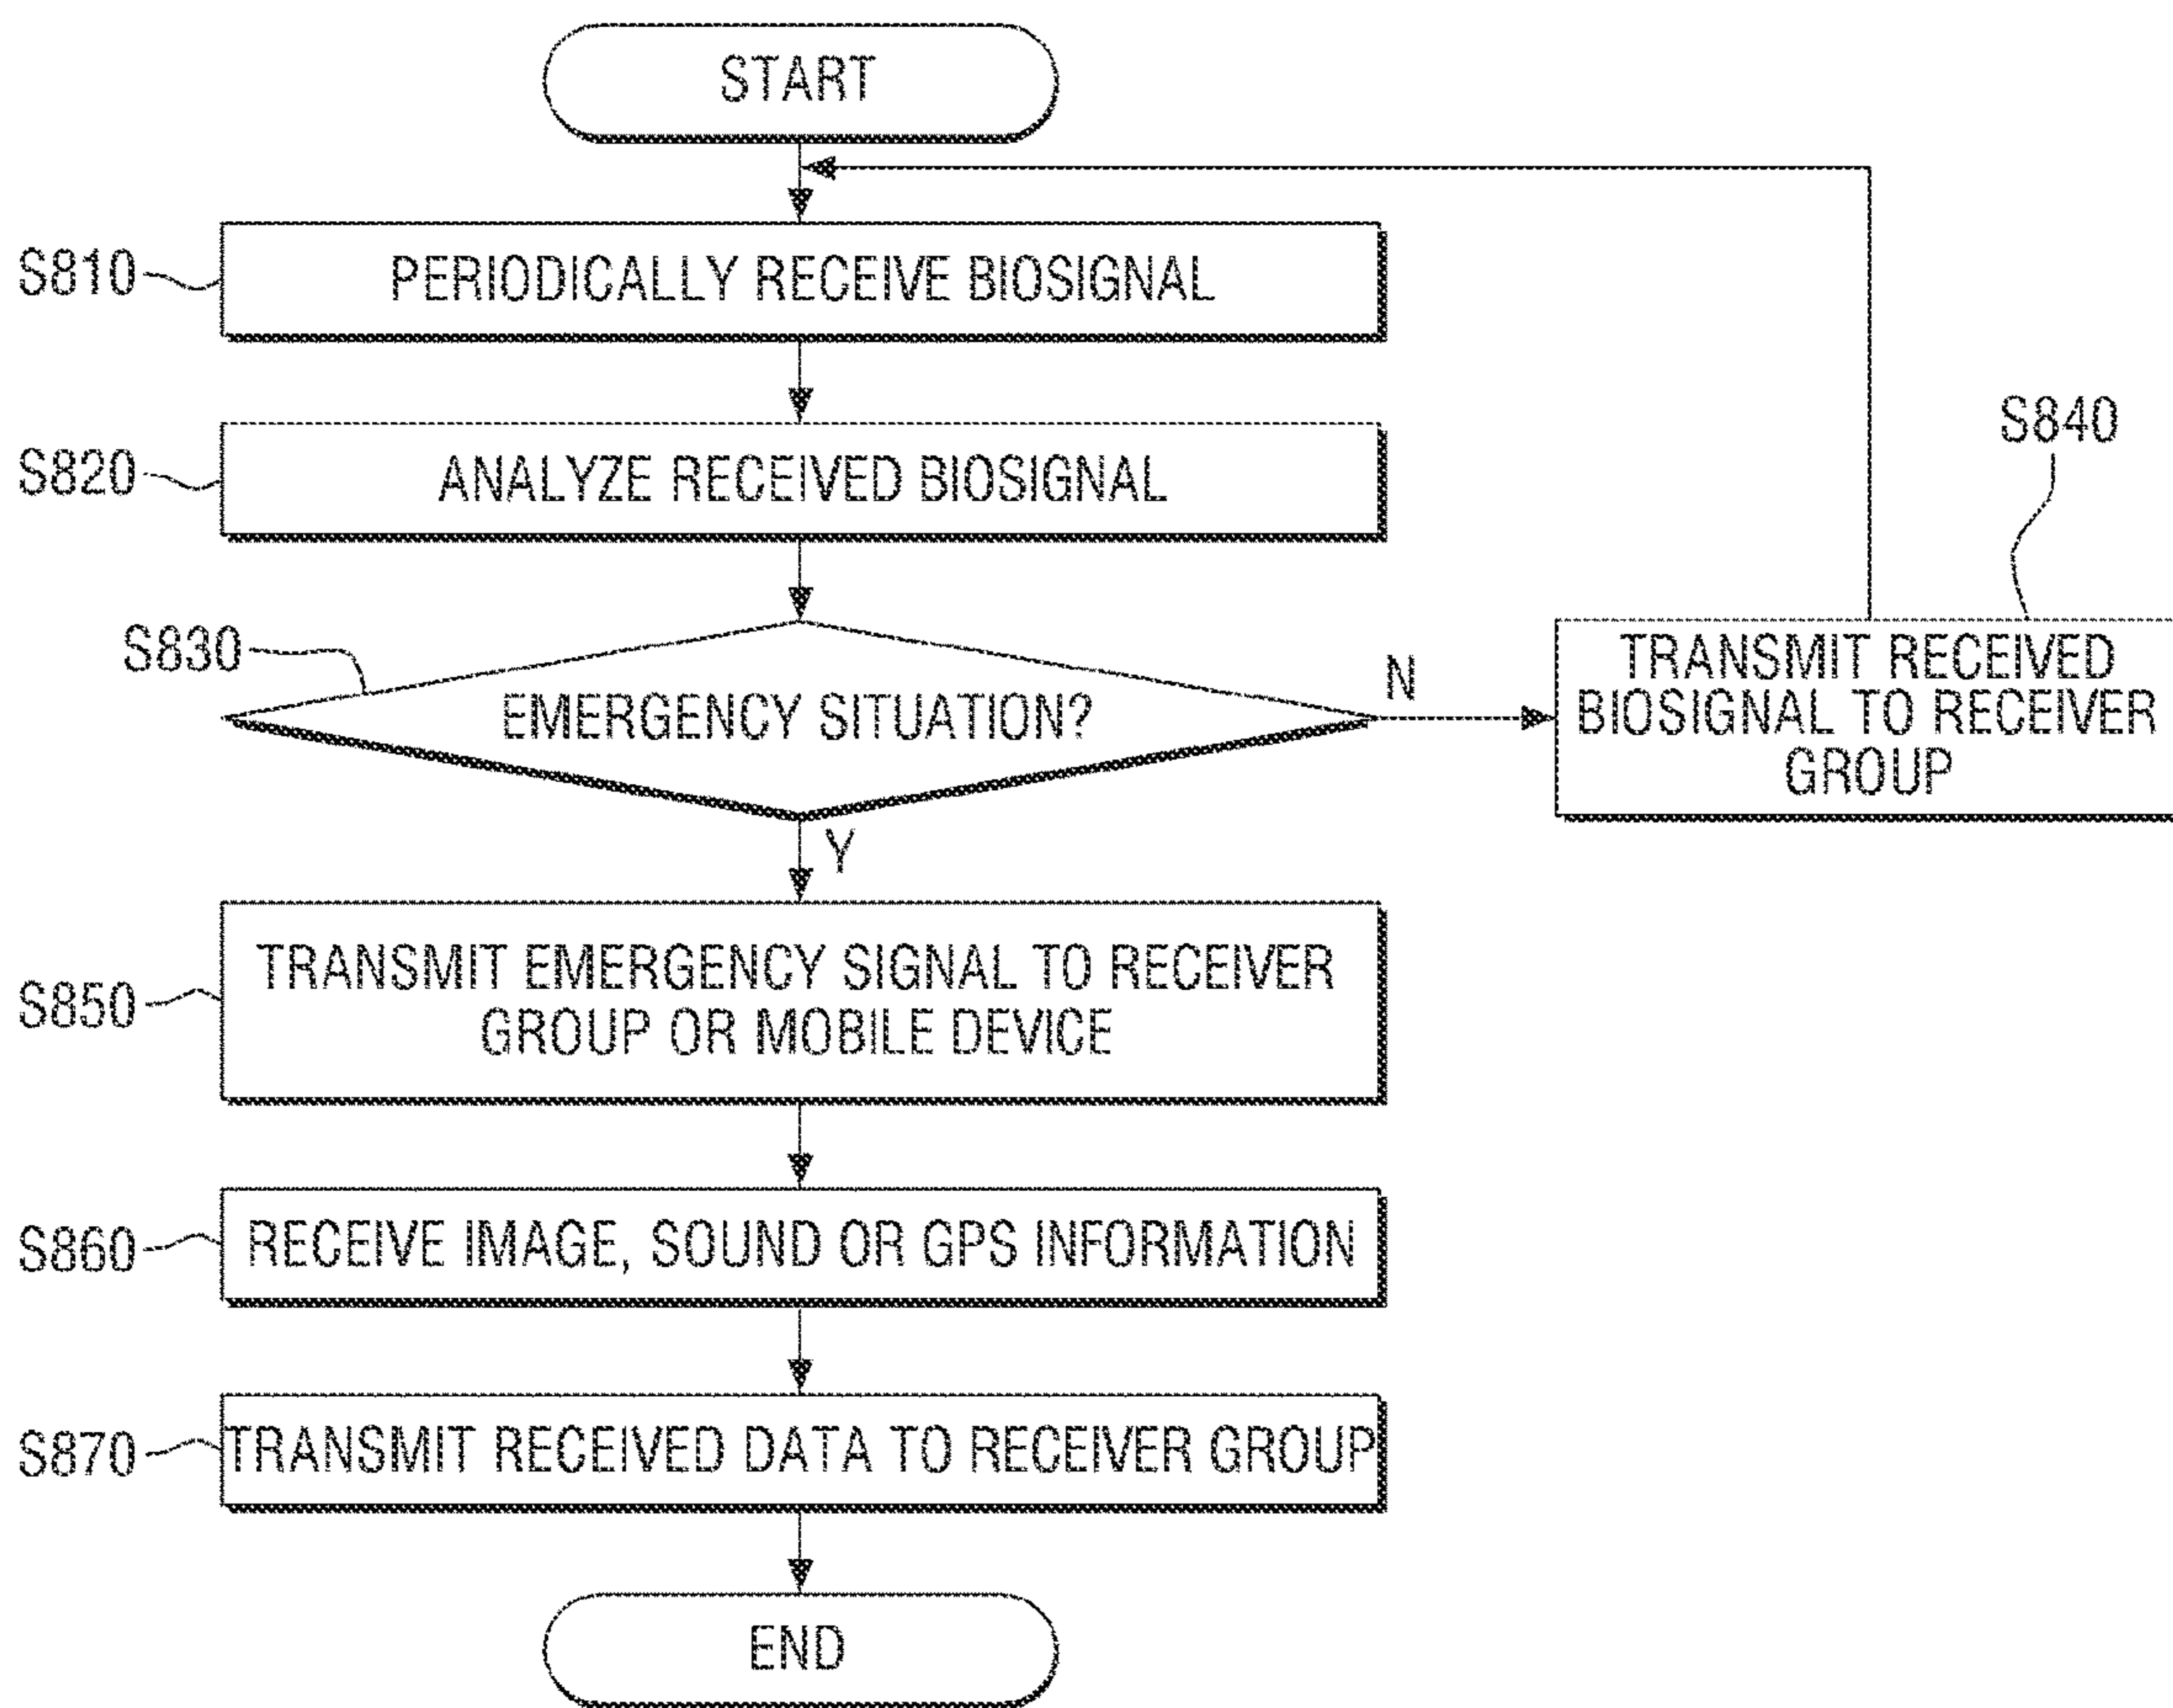 START
S810
PERIODICALLY RECEIVE BIOSIGNAL
S820
ANALYZE RECEIVED BIOSIGNAL
S830
EMERGENCY SITUATION?
N
S840
TRANSMIT RECEIVED
BIOSIGNAL TO RECEIVER
GROUP
Y
S850
TRANSMIT EMERGENCY SIGNAL TO RECEIVER
GROUP OR MOBILE DEVICE
S860
RECEIVE IMAGE, SOUND OR GPS INFORMATION
S870
TRANSMIT RECEIVED DATA TO RECEIVER GROUP
END